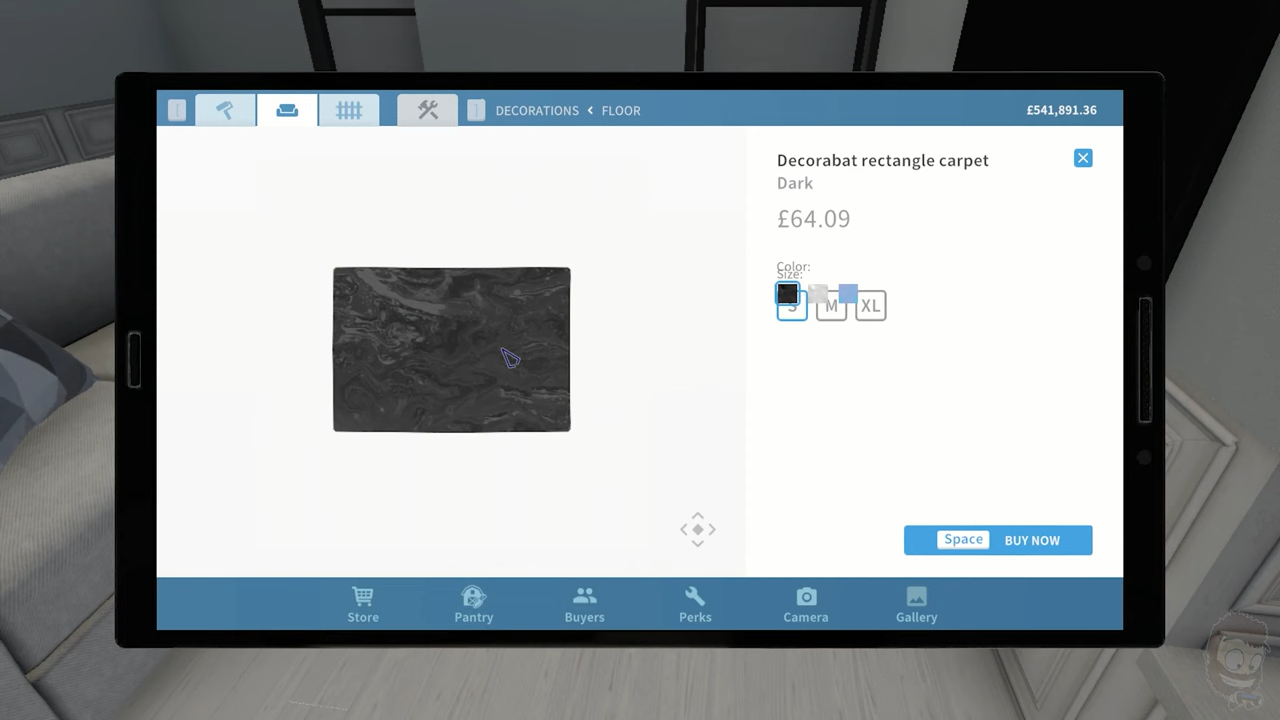 DECORATIONS < FLOOR
£541,891.36
Decorabat rectangle carpet
Dark
£64.09
Color:
Size:
S M XL
Space BUY NOW
Store Pantry Buyers Perks Camera Gallery